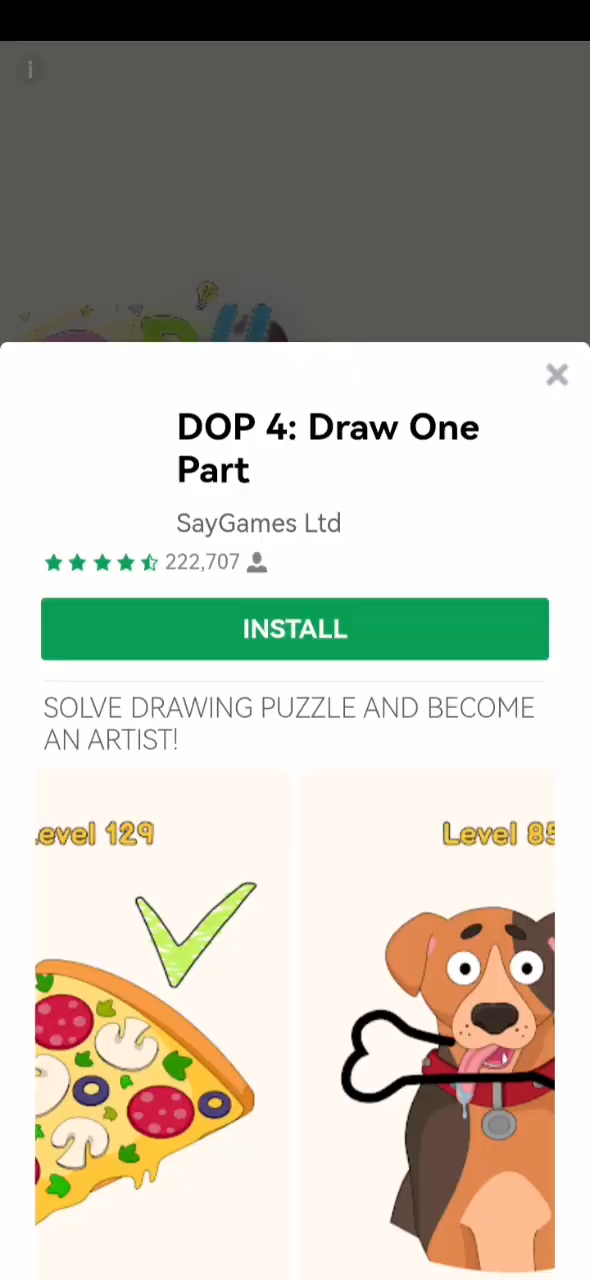 i
DOP 4: Draw One
Part
SayGames Ltd
222,707
INSTALL
SOLVE DRAWING PUZZLE AND BECOME
AN ARTIST!
evel 129
Level 85